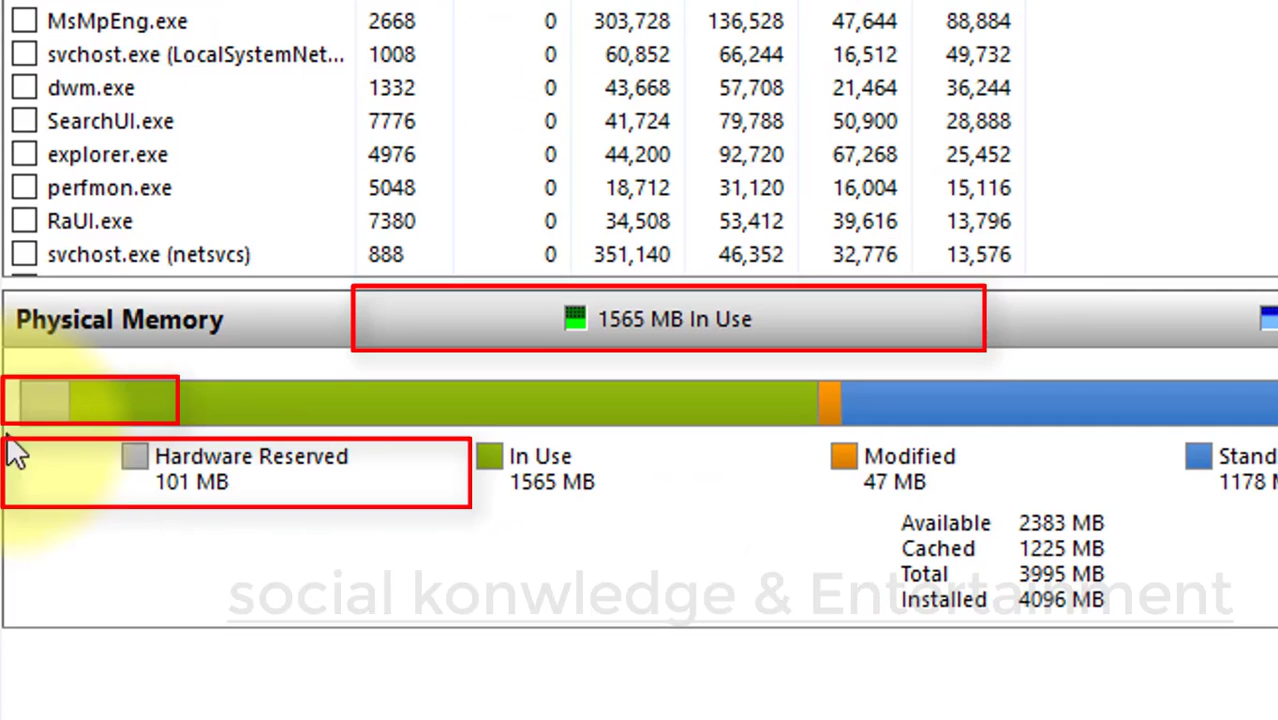 MsMpEng.exe 2668 0 303,728 136,528 47,644 88,884
svchost.exe (LocalSystemNet... 1008 0 60,852 66,244 16,512 49,732
dwm.exe 1332 0 43,668 57,708 21,464 36,244
SearchUI.exe 7776 0 41,724 79,788 50,900 28,888
explorer.exe 4976 0 44,200 92,720 67,268 25,452
perfmon.exe 5048 0 18,712 31,120 16,004 15,116
RaUI.exe 7380 0 34,508 53,412 39,616 13,796
svchost.exe (netsvcs) 888 0 351,140 46,352 32,776 13,576
Physical Memory 1565 MB In Use
Hardware Reserved In Use Modified Stand
101 MB 1565 MB 47 MB 1178 M
Available 2383 MB
Cached 1225 MB
Total 3995 MB
Installed 4096 MB
social konwledge & Entertainment